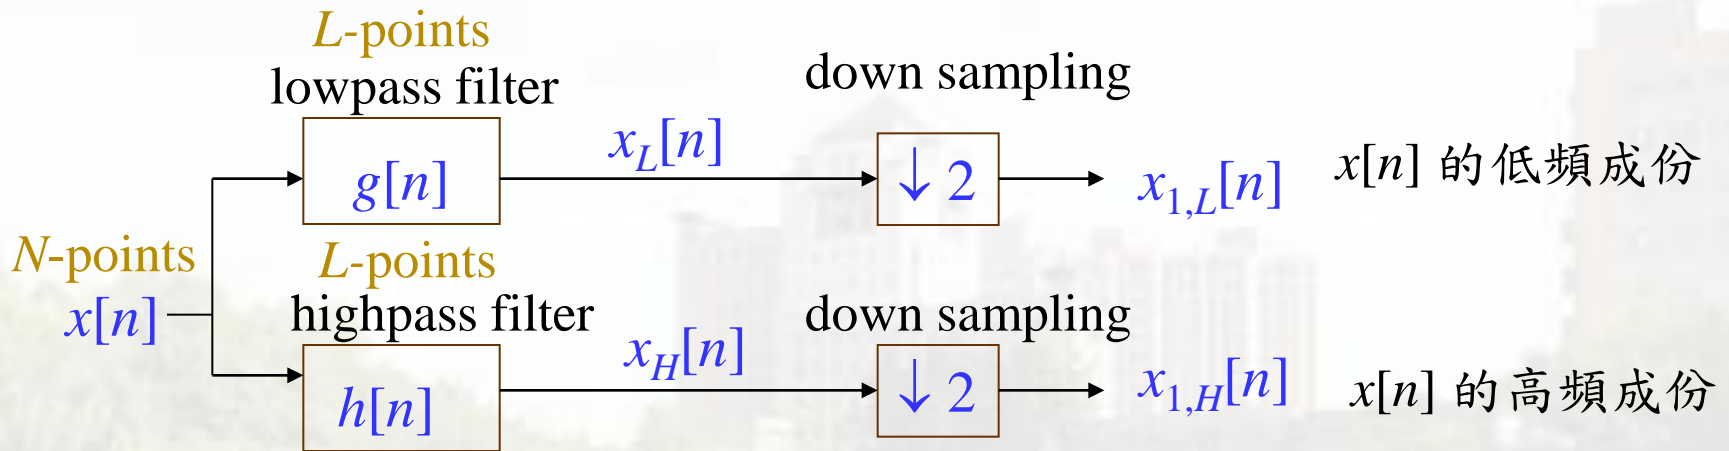 L-points
lowpass filter
g[n]
x_L[n]
down sampling
↓ 2
x_{1,L}[n]
x[n] 的低頻成份
N-points
x[n]
L-points
highpass filter
h[n]
x_H[n]
down sampling
↓ 2
x_{1,H}[n]
x[n] 的高頻成份